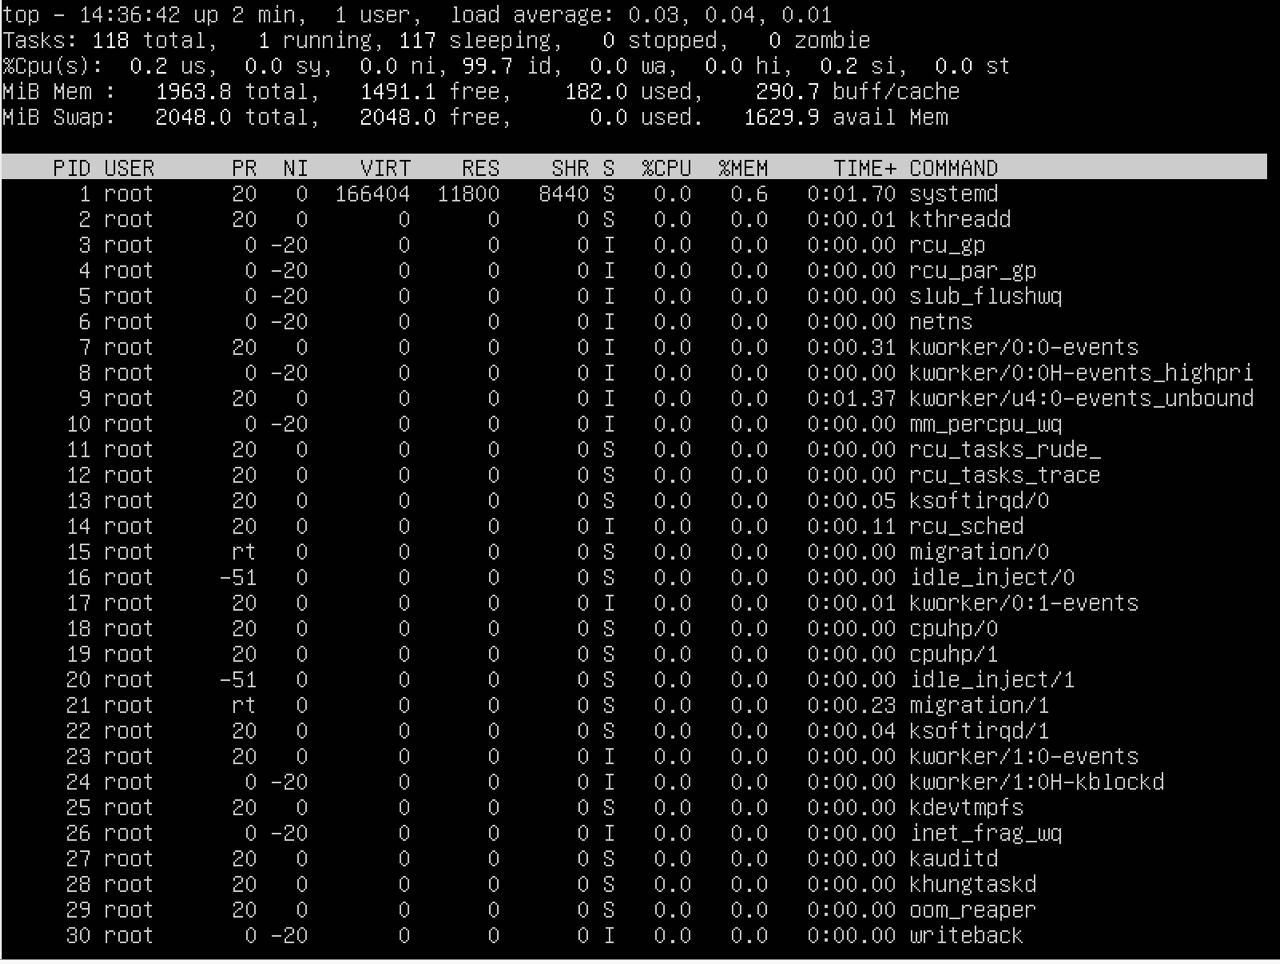 top - 14:36:42 up 2 min,  1 user,  load average: 0.03, 0.04, 0.01
Tasks: 118 total,   1 running, 117 sleeping,   0 stopped,   0 zombie
%Cpu(s):  0.2 us,  0.0 sy,  0.0 ni, 99.7 id,  0.0 wa,  0.0 hi,  0.2 si,  0.0 st
MiB Mem :   1963.8 total,   1491.1 free,    182.0 used,    290.7 buff/cache
MiB Swap:   2048.0 total,   2048.0 free,      0.0 used.   1629.9 avail Mem
PID USER      PR  NI    VIRT    RES    SHR S  %CPU  %MEM     TIME+ COMMAND
1 root      20   0  166404  11800   8440 S   0.0   0.6   0:01.70 systemd
2 root      20   0       0      0      0 S   0.0   0.0   0:00.01 kthreadd
3 root       0 -20       0      0      0 I   0.0   0.0   0:00.00 rcu_gp
4 root       0 -20       0      0      0 I   0.0   0.0   0:00.00 rcu_par_gp
5 root       0 -20       0      0      0 I   0.0   0.0   0:00.00 slub_flushwq
6 root       0 -20       0      0      0 I   0.0   0.0   0:00.00 netns
7 root      20   0       0      0      0 I   0.0   0.0   0:00.31 kworker/0:0-events
8 root       0 -20       0      0      0 I   0.0   0.0   0:00.00 kworker/0:0H-events_highpri
9 root      20   0       0      0      0 I   0.0   0.0   0:01.37 kworker/u4:0-events_unbound
10 root       0 -20       0      0      0 I   0.0   0.0   0:00.00 mm_percpu_wq
11 root      20   0       0      0      0 S   0.0   0.0   0:00.00 rcu_tasks_rude_
12 root      20   0       0      0      0 S   0.0   0.0   0:00.00 rcu_tasks_trace
13 root      20   0       0      0      0 S   0.0   0.0   0:00.05 ksoftirqd/0
14 root      20   0       0      0      0 I   0.0   0.0   0:00.11 rcu_sched
15 root      rt   0       0      0      0 S   0.0   0.0   0:00.00 migration/0
16 root     -51   0       0      0      0 S   0.0   0.0   0:00.00 idle_inject/0
17 root      20   0       0      0      0 I   0.0   0.0   0:00.01 kworker/0:1-events
18 root      20   0       0      0      0 S   0.0   0.0   0:00.00 cpuhp/0
19 root      20   0       0      0      0 S   0.0   0.0   0:00.00 cpuhp/1
20 root     -51   0       0      0      0 S   0.0   0.0   0:00.00 idle_inject/1
21 root      rt   0       0      0      0 S   0.0   0.0   0:00.23 migration/1
22 root      20   0       0      0      0 S   0.0   0.0   0:00.04 ksoftirqd/1
23 root      20   0       0      0      0 I   0.0   0.0   0:00.00 kworker/1:0-events
24 root       0 -20       0      0      0 I   0.0   0.0   0:00.00 kworker/1:0H-kblockd
25 root      20   0       0      0      0 S   0.0   0.0   0:00.00 kdevtmpfs
26 root       0 -20       0      0      0 I   0.0   0.0   0:00.00 inet_frag_wq
27 root      20   0       0      0      0 S   0.0   0.0   0:00.00 kauditd
28 root      20   0       0      0      0 S   0.0   0.0   0:00.00 khungtaskd
29 root      20   0       0      0      0 S   0.0   0.0   0:00.00 oom_reaper
30 root       0 -20       0      0      0 I   0.0   0.0   0:00.00 writeback